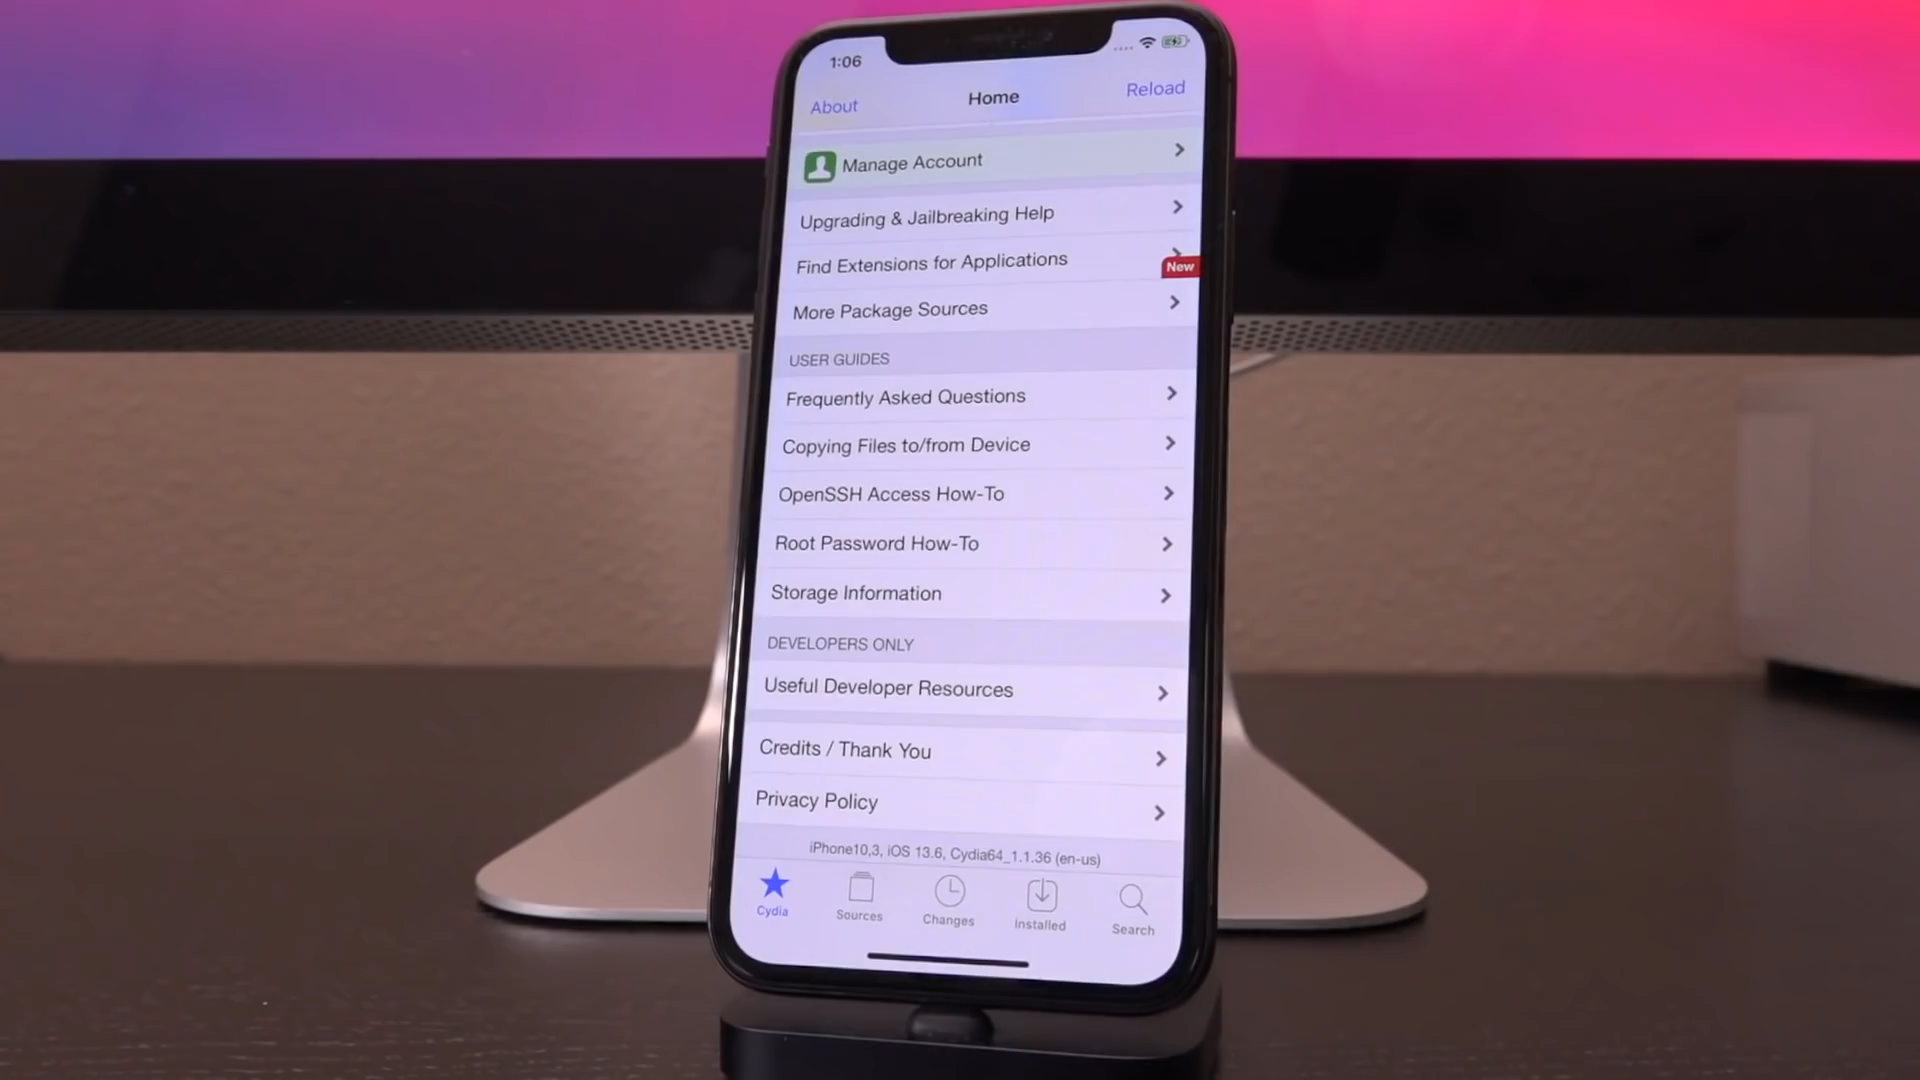 1:06
About
Home
Reload
Manage Account
Upgrading & Jailbreaking Help
Find Extensions for Applications
New
More Package Sources
USER GUIDES
Frequently Asked Questions
Copying Files to/from Device
OpenSSH Access How-To
Root Password How-To
Storage Information
DEVELOPERS ONLY
Useful Developer Resources
Credits / Thank You
Privacy Policy
iPhone10,3, iOS 13.6, Cydia64_1.1.36 (en-us)
Cydia
Sources
Changes
Installed
Search